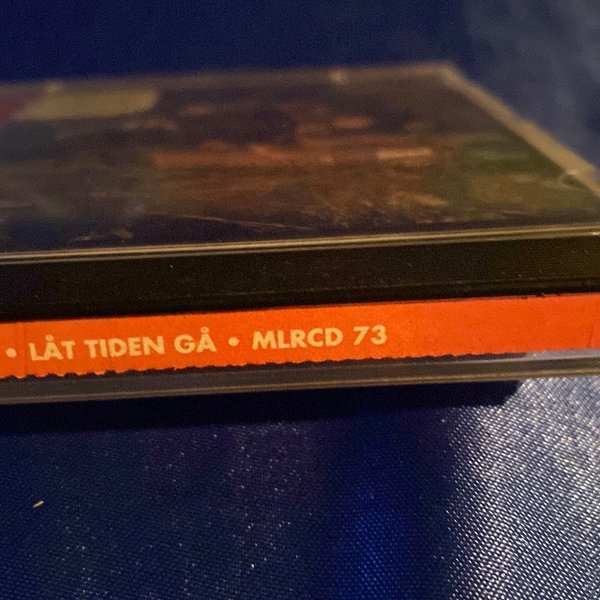 • LÅT TIDEN GÅ • MLRCD 73